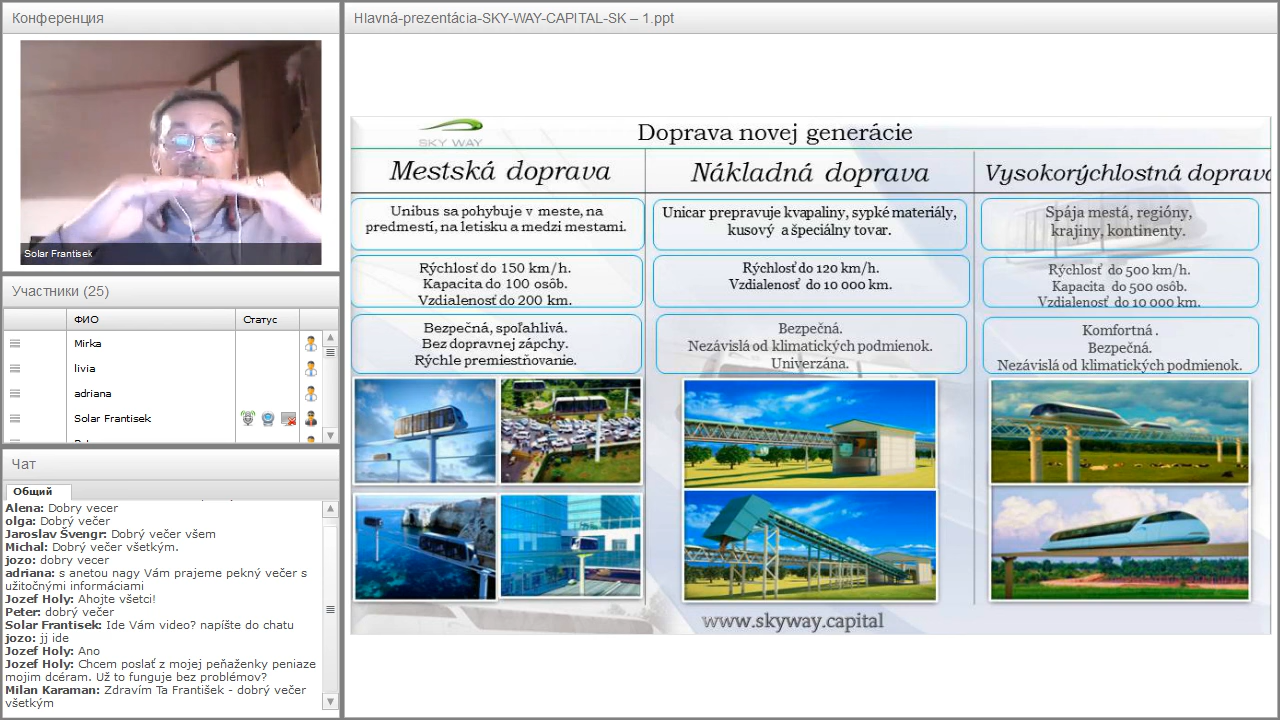 Конференция
Solar Frantisek
Участники (25)
ФИО
Статус
Mirka
livia
adriana
Solar Frantisek
Чат
Общий
Alena: Dobry vecer
olga: Dobrý večer
Jaroslav Švengr: Dobrý večer všem
Michal: Dobrý večer všetkým.
jozo: dobry vecer
adriana: s anetou nagy Vám prajeme pekný večer s
užitočnými informáciami
Jozef Holy: Ahojte všetci!
Peter: dobrý večer
Solar Frantisek: Ide Vám video? napíšte do chatu
jozo: jj ide
Jozef Holy: Ano
Jozef Holy: Chcem poslať z mojej peňaženky peniaze
mojim dcéram. Už to funguje bez problémov?
Milan Karaman: Zdravím Ta František - dobrý večer
všetkým
Hlavná-prezentácia-SKY-WAY-CAPITAL-SK – 1.ppt
SKY WAY
Doprava novej generácie
Mestská doprava
Unibus sa pohybuje v meste, na
predmestí, na letisku a medzi mestami.
Rýchlosť do 150 km/h.
Kapacita do 100 osôb.
Vzdialenosť do 200 km.
Bezpečná, spoľahlivá.
Bez dopravnej zápchy.
Rýchle premiestňovanie.
Nákladná doprava
Unicar prepravuje kvapaliny, sypké materiály,
kusový a špeciálny tovar.
Rýchlosť do 120 km/h.
Vzdialenosť do 10 000 km.
Bezpečná.
Nezávislá od klimatických podmienok.
Univerzána.
Vysokorýchlostná doprava
Spája mestá, regióny,
krajiny, kontinenty.
Rýchlosť do 500 km/h.
Kapacita do 500 osôb.
Vzdialenosť do 10 000 km.
Komfortná .
Bezpečná.
Nezávislá od klimatických podmienok.
www.skyway.capital